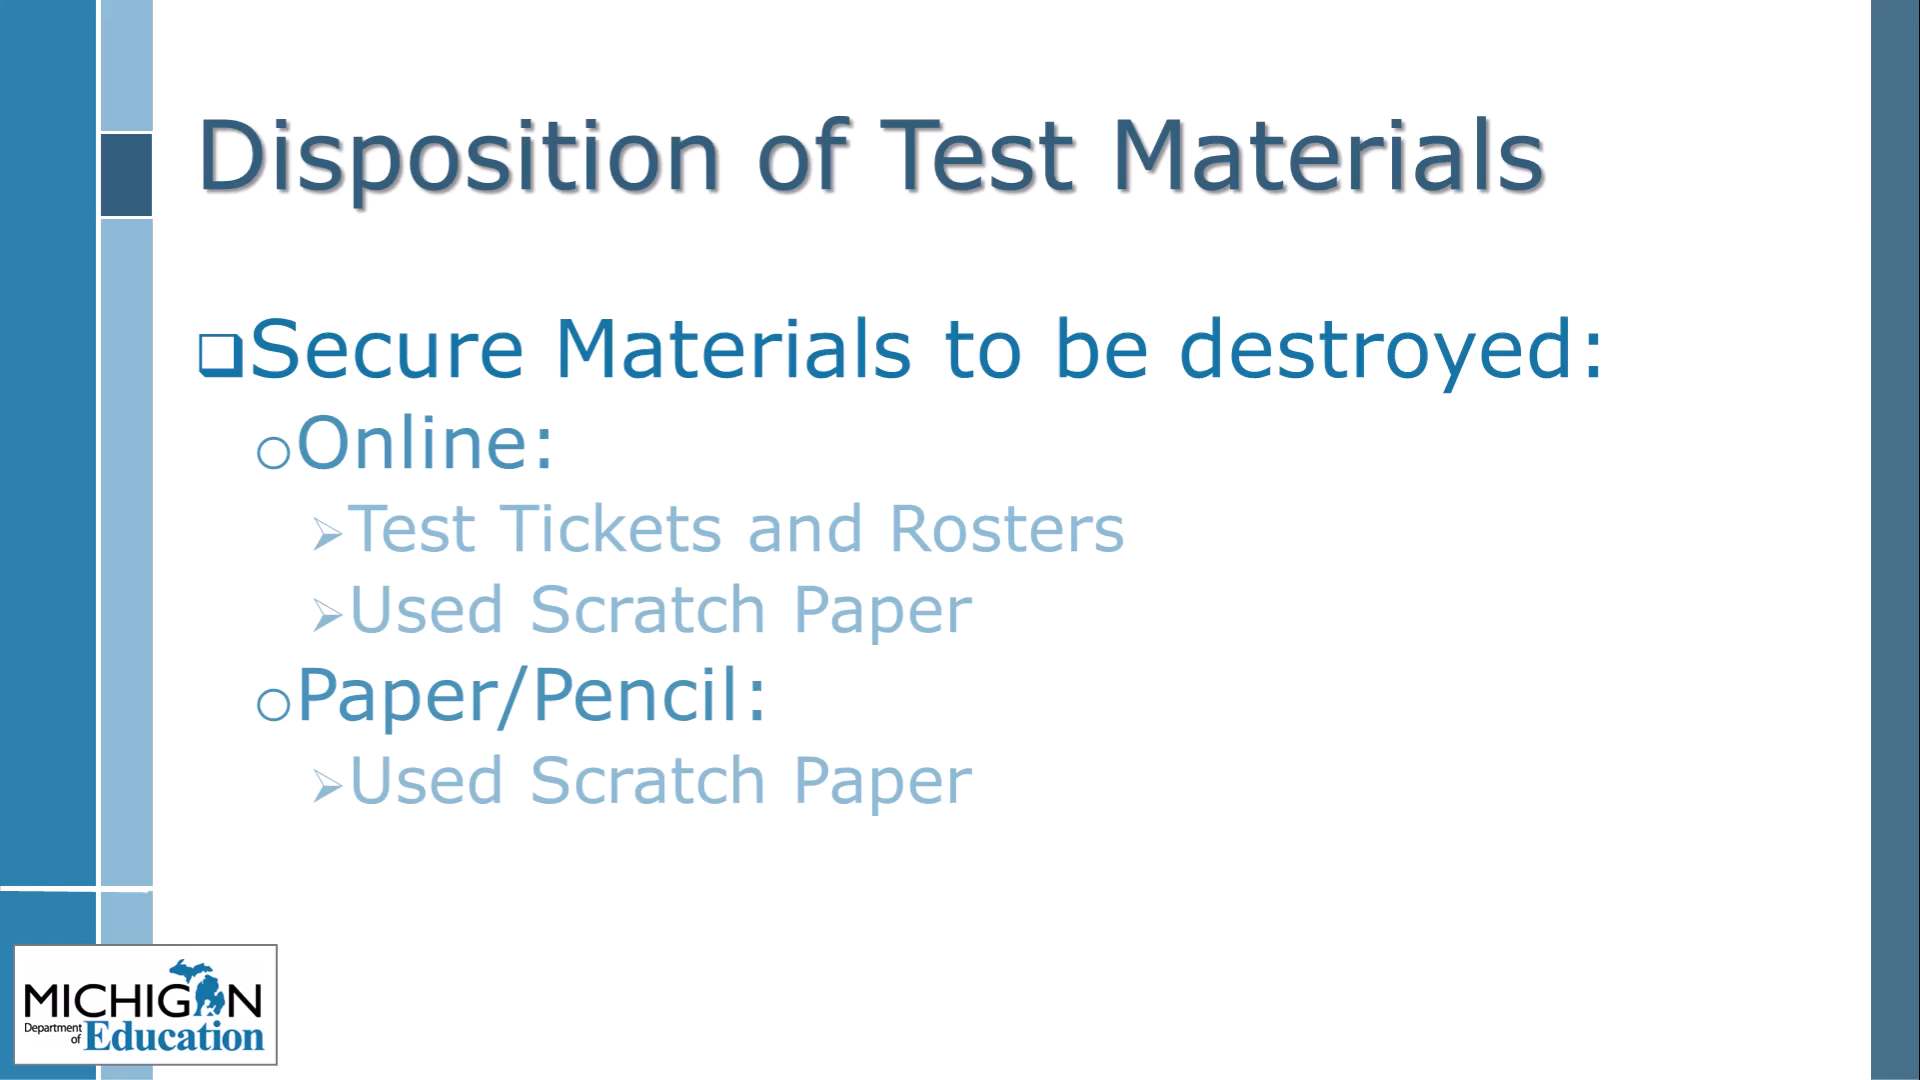 Disposition of Test Materials
Secure Materials to be destroyed:
Online:
Test Tickets and Rosters
Used Scratch Paper
Paper/Pencil:
Used Scratch Paper
MICHIGAN
Department
of Education